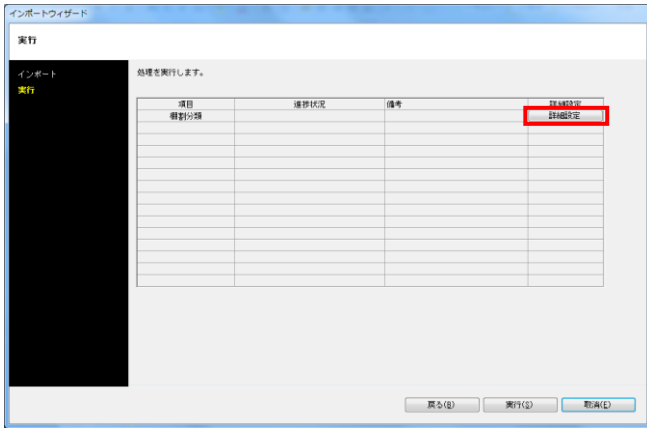 インポートウィザード
実行
インポート
実行
処理を実行します。
項目 進捗状況 備考 詳細設定
棚割分類 詳細設定
戻る(B) 実行(S) 取消(E)